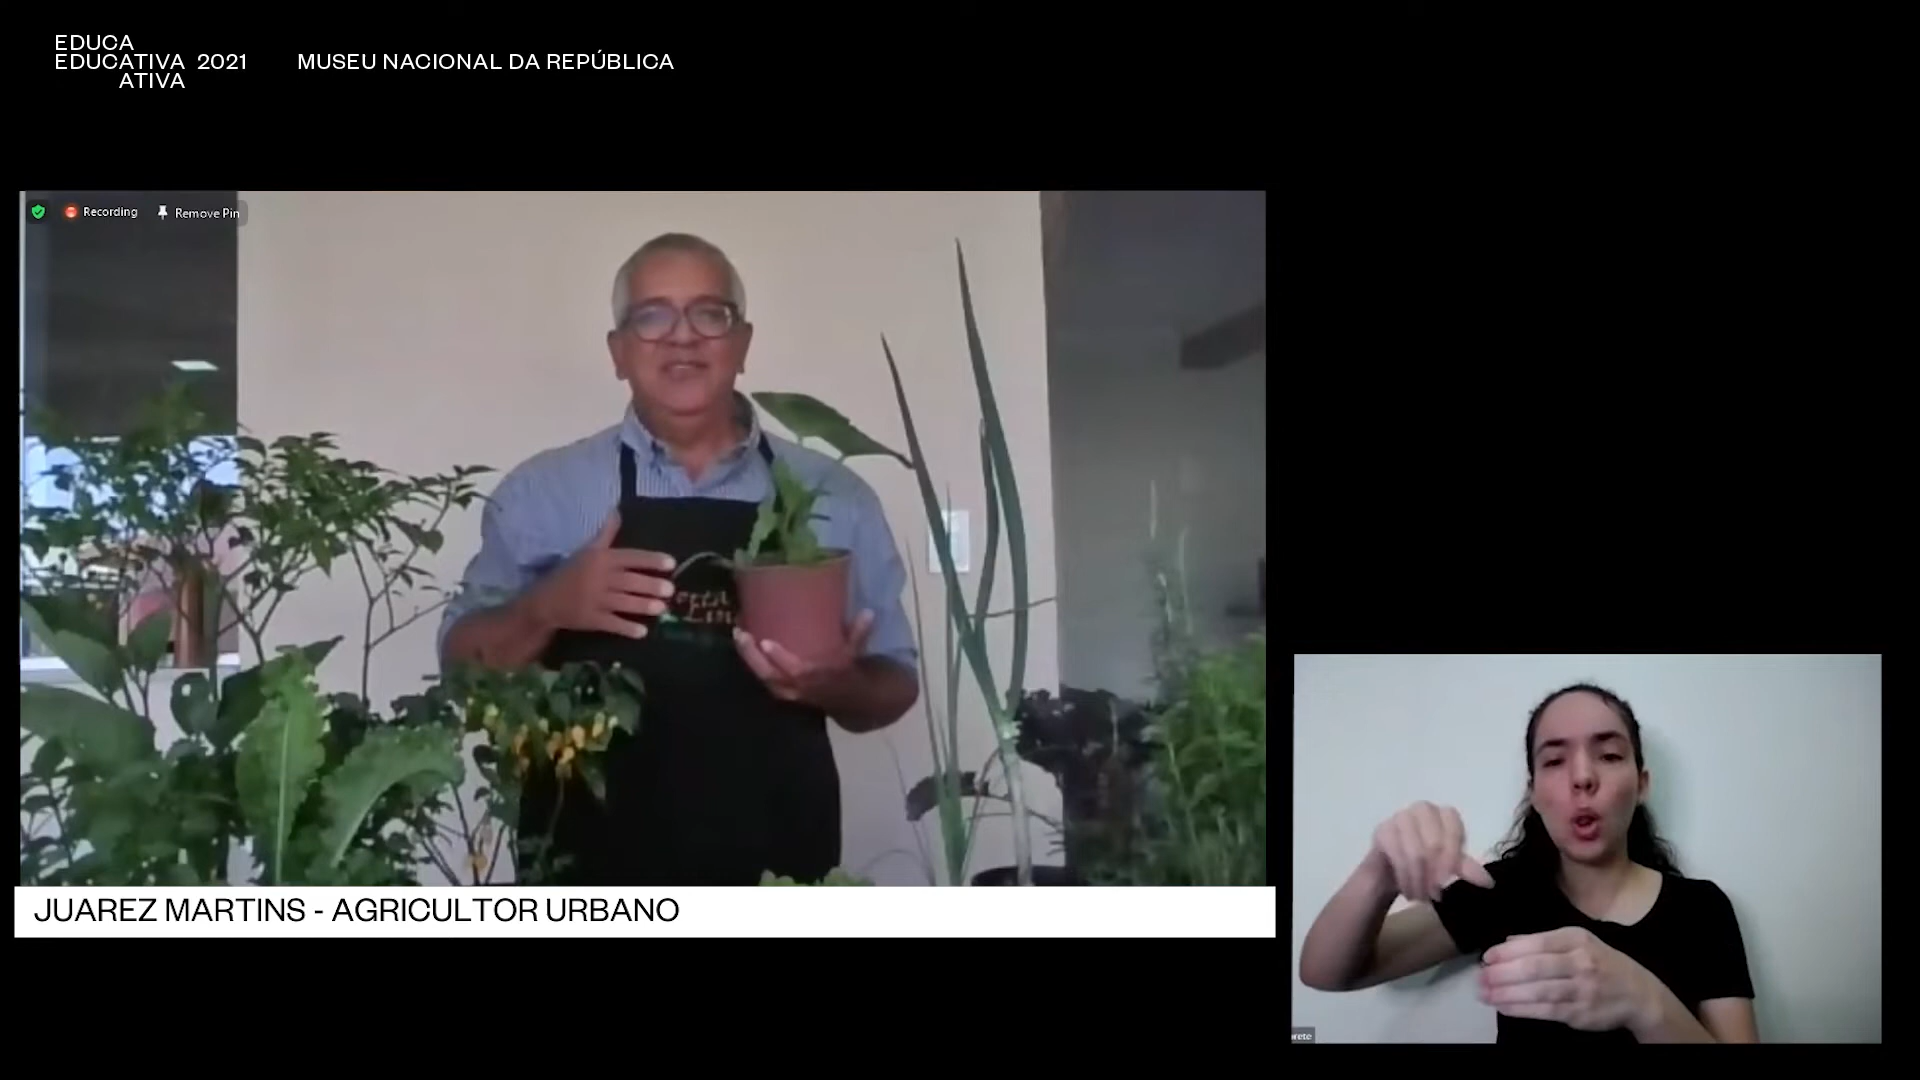 EDUCA
EDUCATIVA 2021 MUSEU NACIONAL DA REPÚBLICA
ATIVA
Recording Remove Pin
JUAREZ MARTINS - AGRICULTOR URBANO